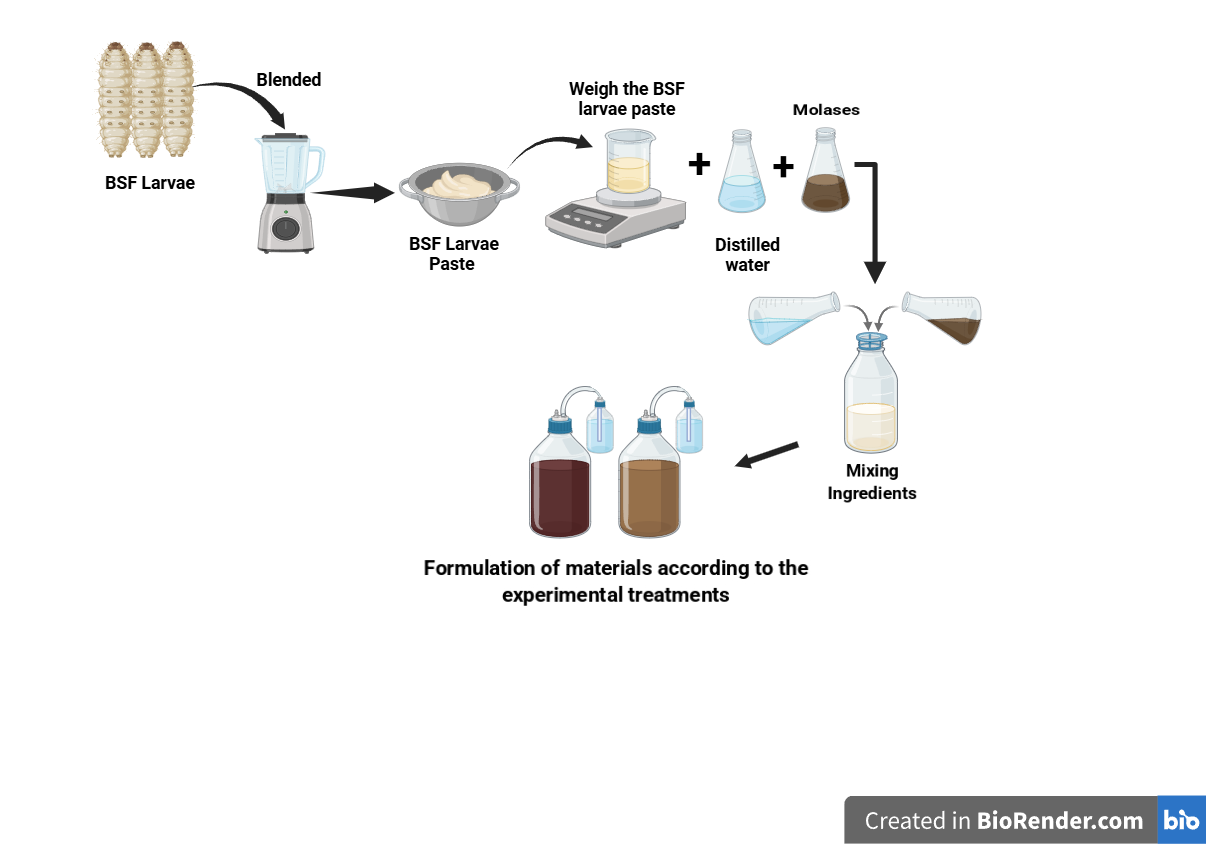 BSF Larvae
Blended
BSF Larvae
Paste
Weigh the BSF
larvae paste
Distilled
water
Molases
Mixing
Ingredients
Formulation of materials according to the
experimental treatments
Created in BioRender.com
bio